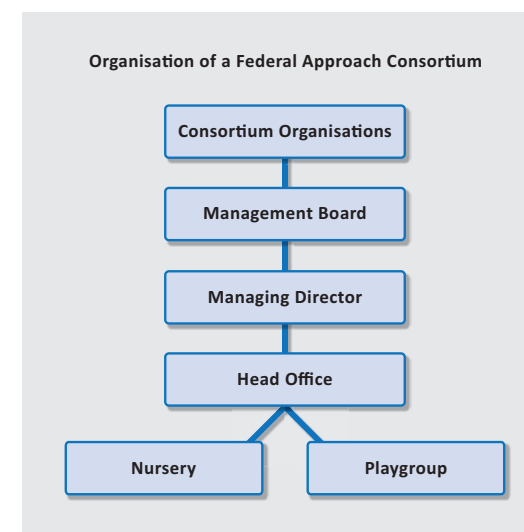 Organisation of a Federal Approach Consortium
Consortium Organisations
Management Board
Managing Director
Head Office
Nursery
Playgroup